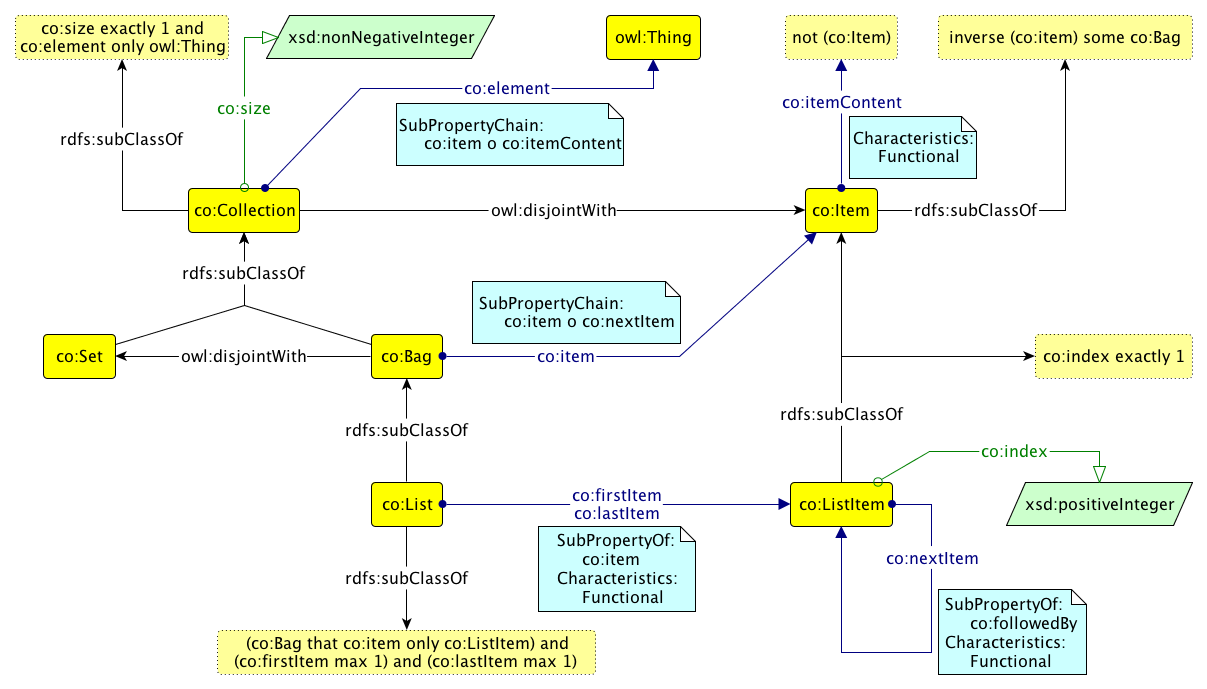 co:size exactly 1 and
co:element only owl:Thing
xsd:nonNegativeInteger
owl:Thing
not (co:Item)
inverse (co:item) some co:Bag
co:element
co:size
co:itemContent
SubPropertyChain:
co:item o co:itemContent
rdfs:subClassOf
Characteristics:
Functional
co:Collection
owl:disjointWith
co:Item
rdfs:subClassOf
rdfs:subClassOf
SubPropertyChain:
co:item o co:nextItem
co:Set
owl:disjointWith
co:Bag
co:item
co:index exactly 1
rdfs:subClassOf
rdfs:subClassOf
co:index
co:List
co:firstItem
co:lastItem
co:ListItem
xsd:positiveInteger
SubPropertyOf:
co:item
Characteristics:
Functional
co:nextItem
rdfs:subClassOf
SubPropertyOf:
co:followedBy
Characteristics:
Functional
(co:Bag that co:item only co:ListItem) and
(co:firstItem max 1) and (co:lastItem max 1)